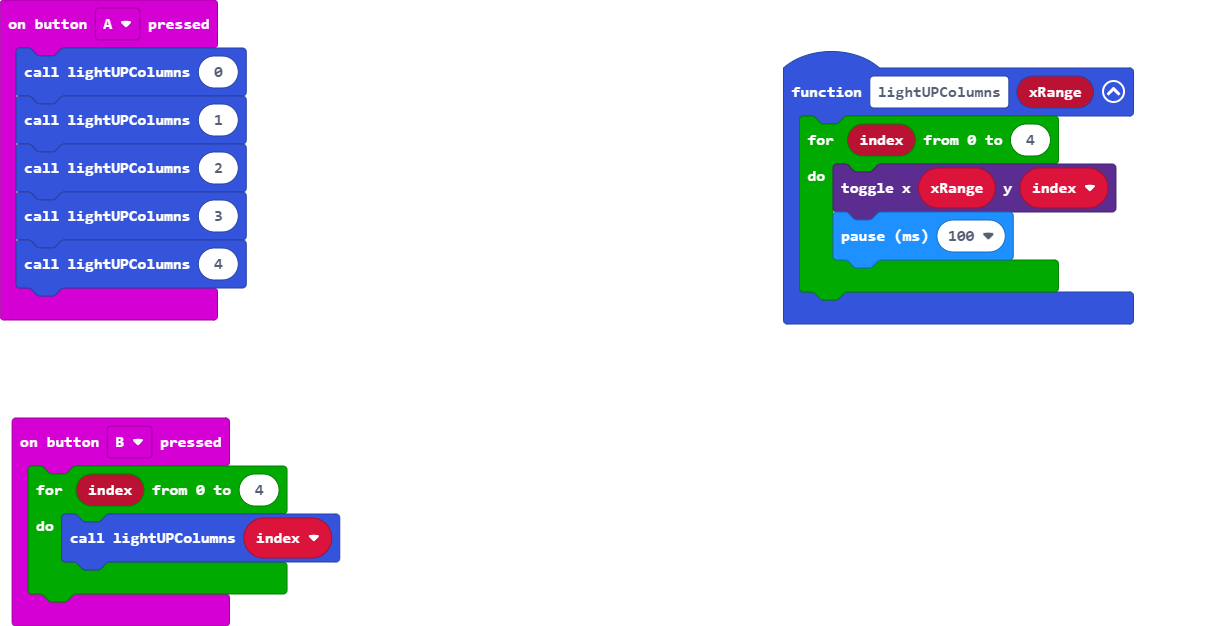 on button A pressed
call lightUPColumns 0
call lightUPColumns 1
call lightUPColumns 2
call lightUPColumns 3
call lightUPColumns 4
function lightUPColumns xRange
for index from 0 to 4
do
toggle x xRange y index
pause (ms) 100
on button B pressed
for index from 0 to 4
do
call lightUPColumns index